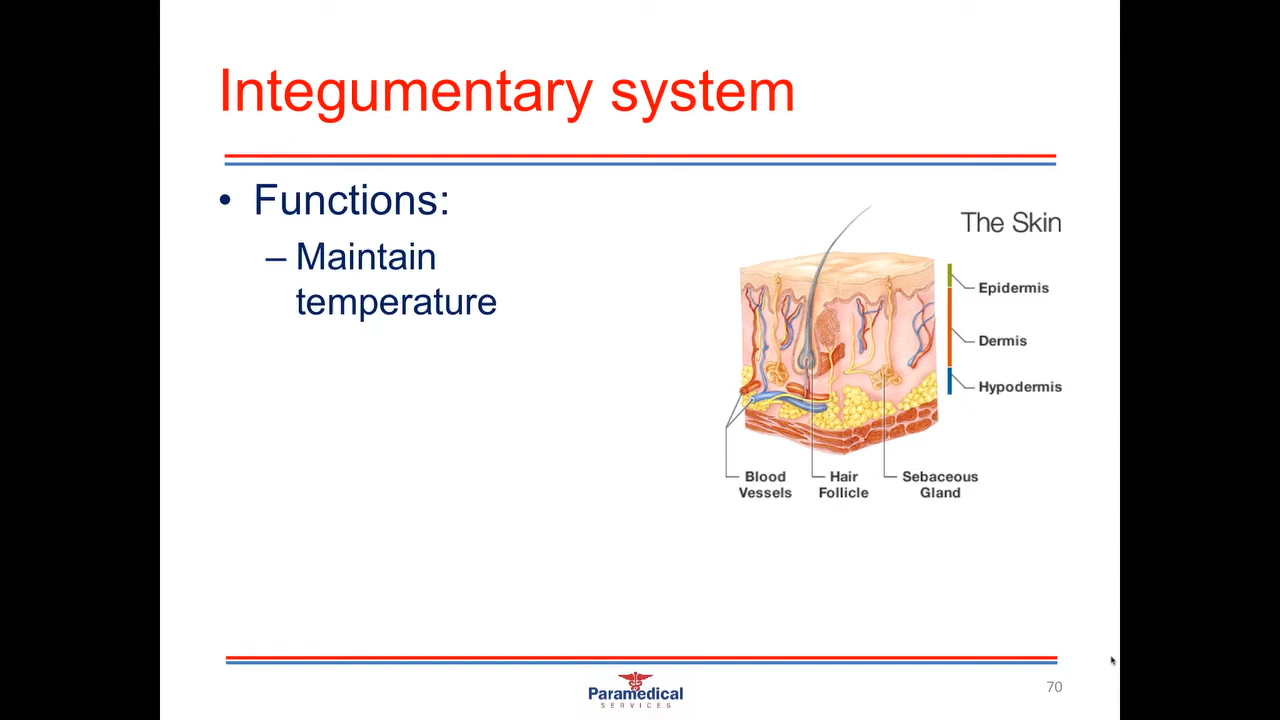 Integumentary system
• Functions:
– Maintain
temperature
The Skin
Epidermis
Dermis
Hypodermis
Blood
Vessels
Hair
Follicle
Sebaceous
Gland
Paramedical
SERVICES
70